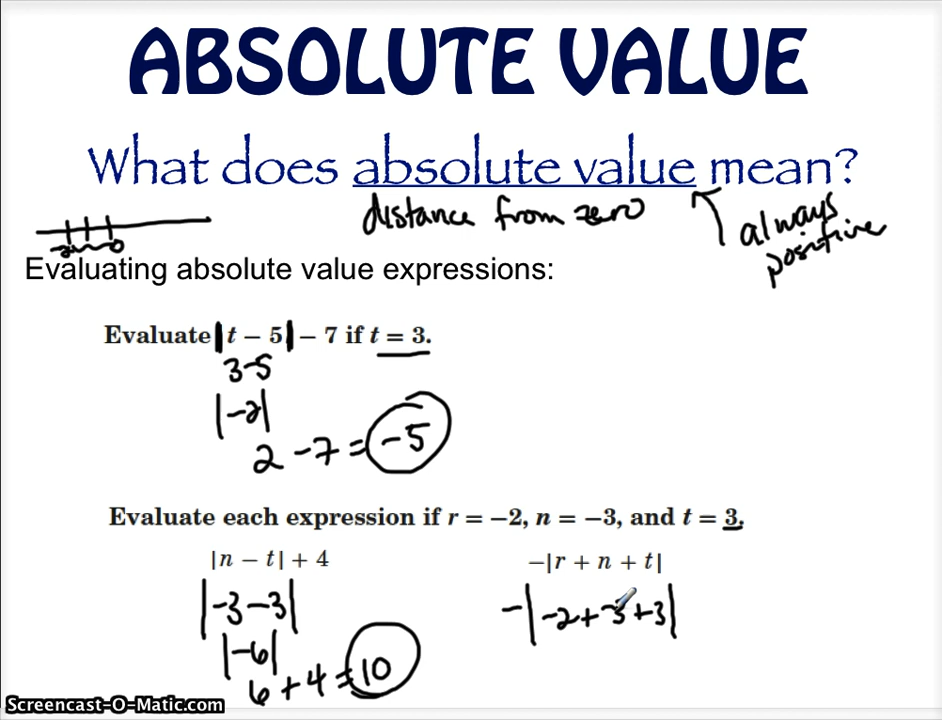 ABSOLUTE VALUE
What does absolute value mean?
distance from zero
always
positive
Evaluating absolute value expressions:
Evaluate |t – 5| – 7 if t = 3.
3-5
|-2|
2 -7 = -5
Evaluate each expression if r = –2, n = –3, and t = 3.
|n – t| + 4
–|r + n + t|
|-3 -3|
-|-2+-3+3|
|-6|
6 + 4 = 10
Screencast-O-Matic.com